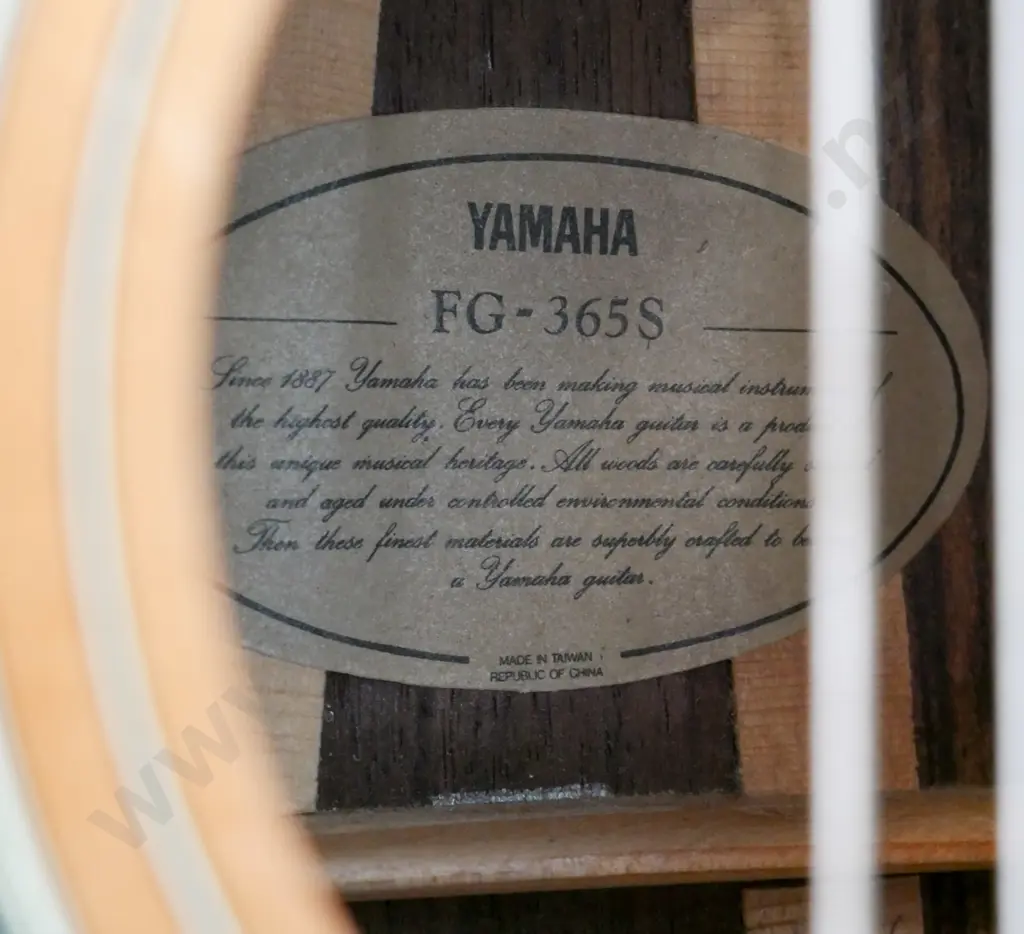 YAMAHA
FG-365S
Since 1887 Yamaha has been making musical
the highest quality. Every Yamaha guitar is a
this unique musical heritage. All woods are carefully
and aged under controlled environmental
Then these finest materials are superbly crafted to
a Yamaha guitar.
MADE IN TAIWAN
REPUBLIC OF CHINA
www